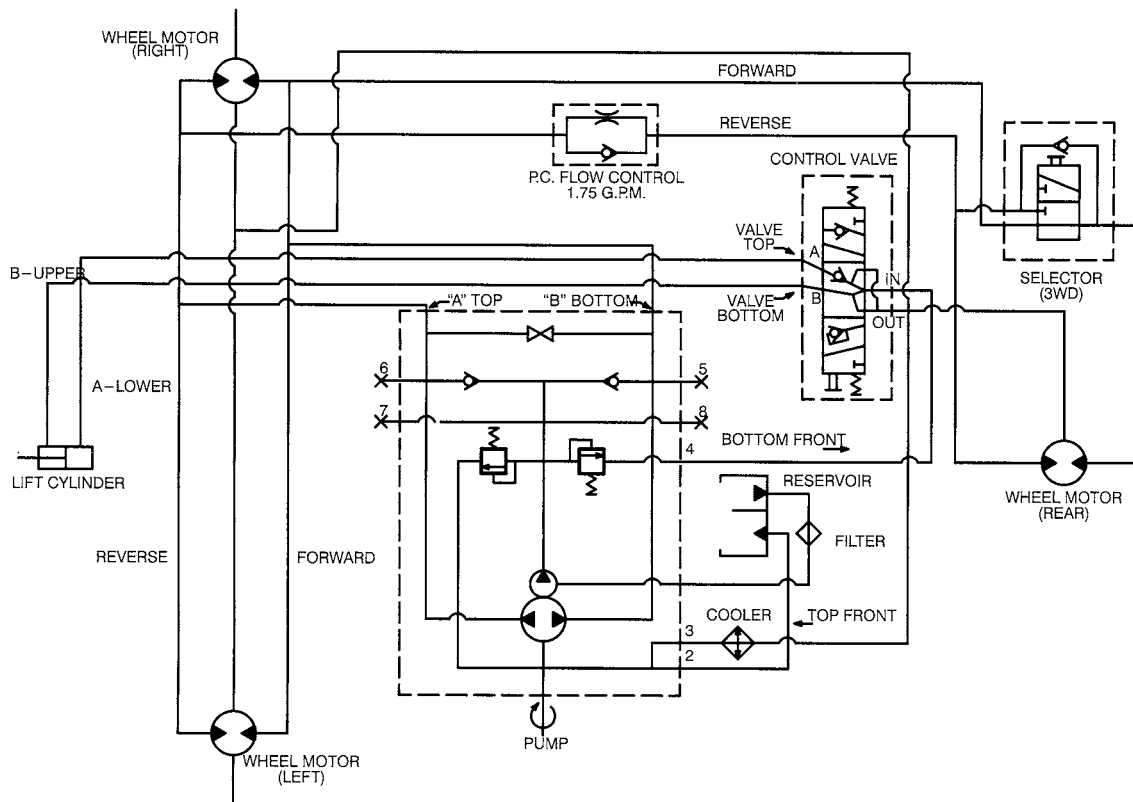 WHEEL MOTOR
(RIGHT)
FORWARD
REVERSE
P.C. FLOW CONTROL
1.75 G.P.M.
CONTROL VALVE
SELECTOR
(3WD)
VALVE
TOP
A
B
IN
OUT
VALVE
BOTTOM
B-UPPER
"A" TOP
"B" BOTTOM
A-LOWER
6
5
7
8
4
BOTTOM FRONT
LIFT CYLINDER
RESERVOIR
WHEEL MOTOR
(REAR)
FILTER
REVERSE
FORWARD
COOLER
TOP FRONT
3
2
PUMP
WHEEL MOTOR
(LEFT)